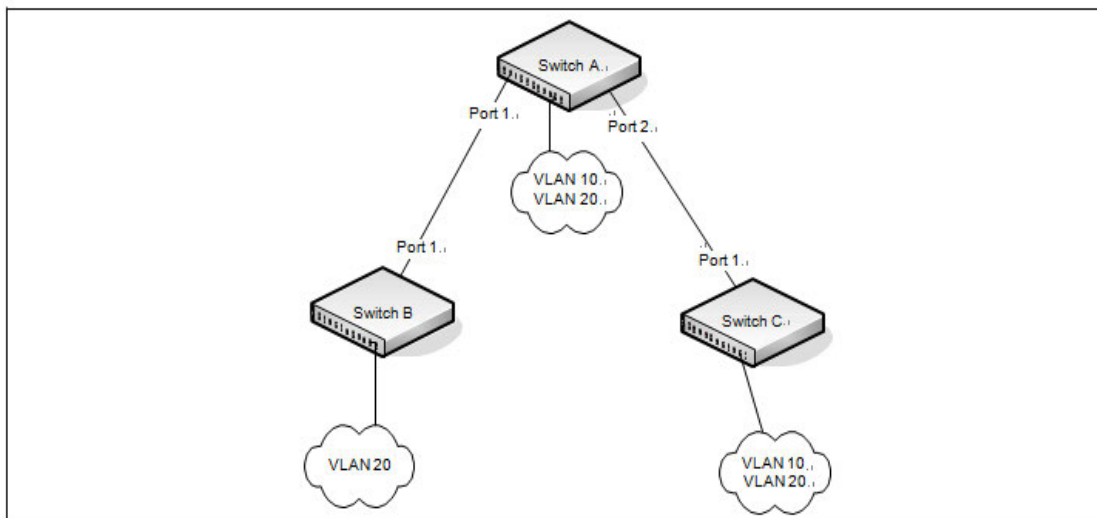 Switch A.
Port 1.
Port 2.
VLAN 10.
VLAN 20.
Port 1.
Port 1.
Switch B
Switch C.
VLAN 20
VLAN 10.
VLAN 20.